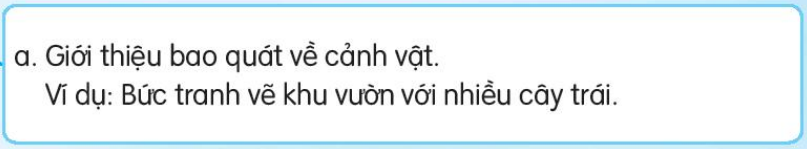 a. Giới thiệu bao quát về cảnh vật.
Ví dụ: Bức tranh vẽ khu vườn với nhiều cây trái.